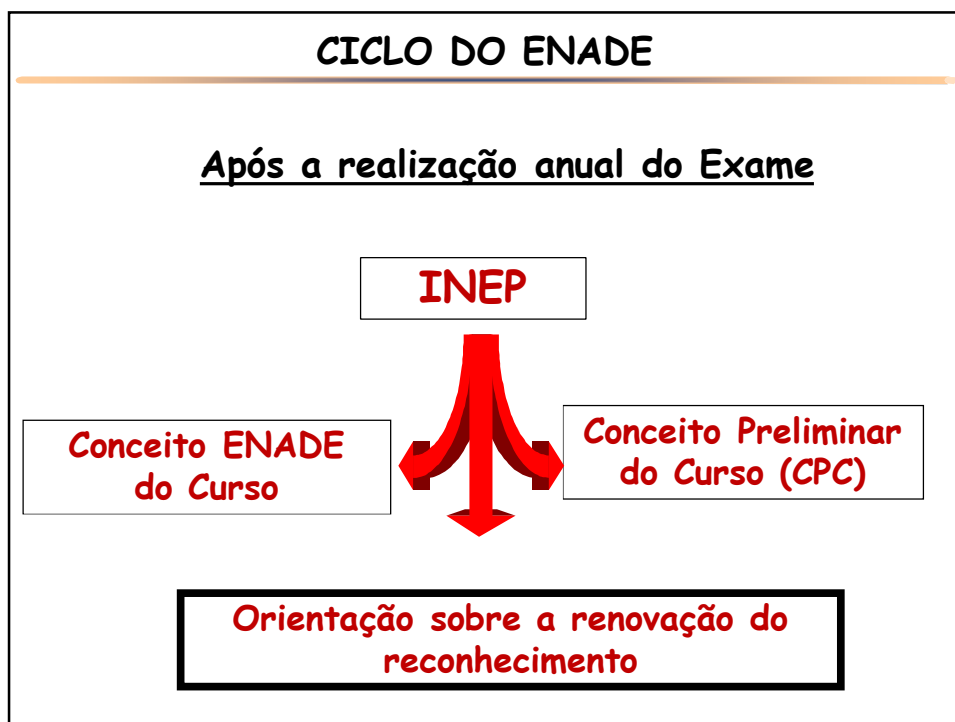 CICLO DO ENADE
Após a realização anual do Exame
INEP
Conceito ENADE
do Curso
Conceito Preliminar
do Curso (CPC)
Orientação sobre a renovação do
reconhecimento